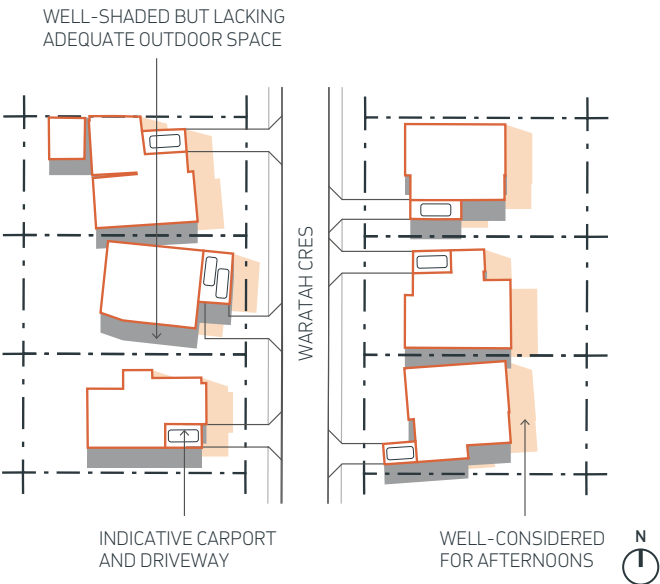 WELL-SHADED BUT LACKING
ADEQUATE OUTDOOR SPACE
WARATAH CRES
INDICATIVE CARPORT
AND DRIVEWAY
WELL-CONSIDERED
FOR AFTERNOONS
N